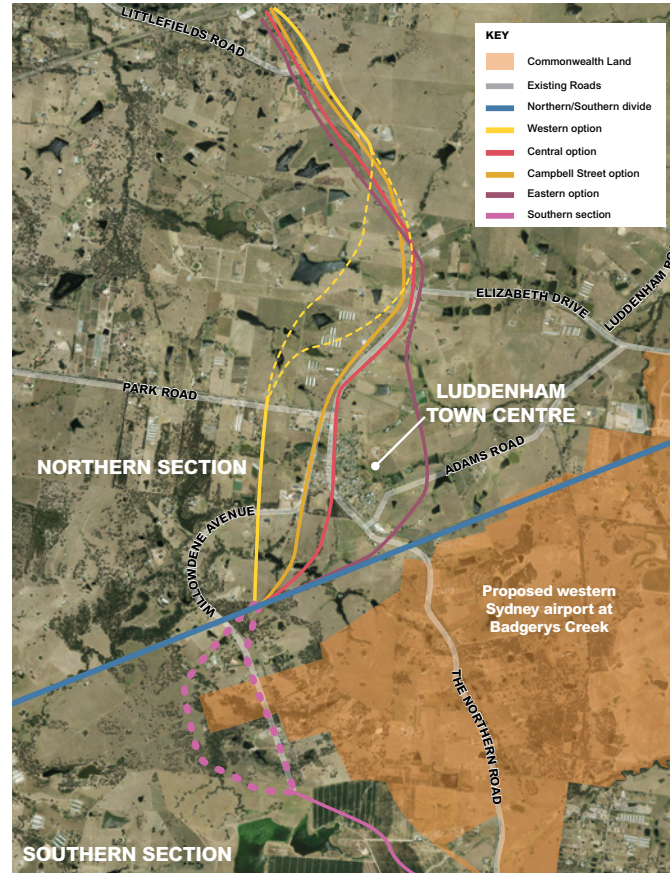 LITTLEFIELDS ROAD
KEY
Commonwealth Land
Existing Roads
Northern/Southern divide
Western option
Central option
Campbell Street option
Eastern option
Southern section
LUDDENHAM RO
ELIZABETH DRIVE
PARK ROAD
LUDDENHAM
TOWN CENTRE
ADAMS ROAD
NORTHERN SECTION
WILLOWDENE AVENUE
Proposed western
Sydney airport at
Badgerys Creek
THE NORTHERN ROAD
SOUTHERN SECTION